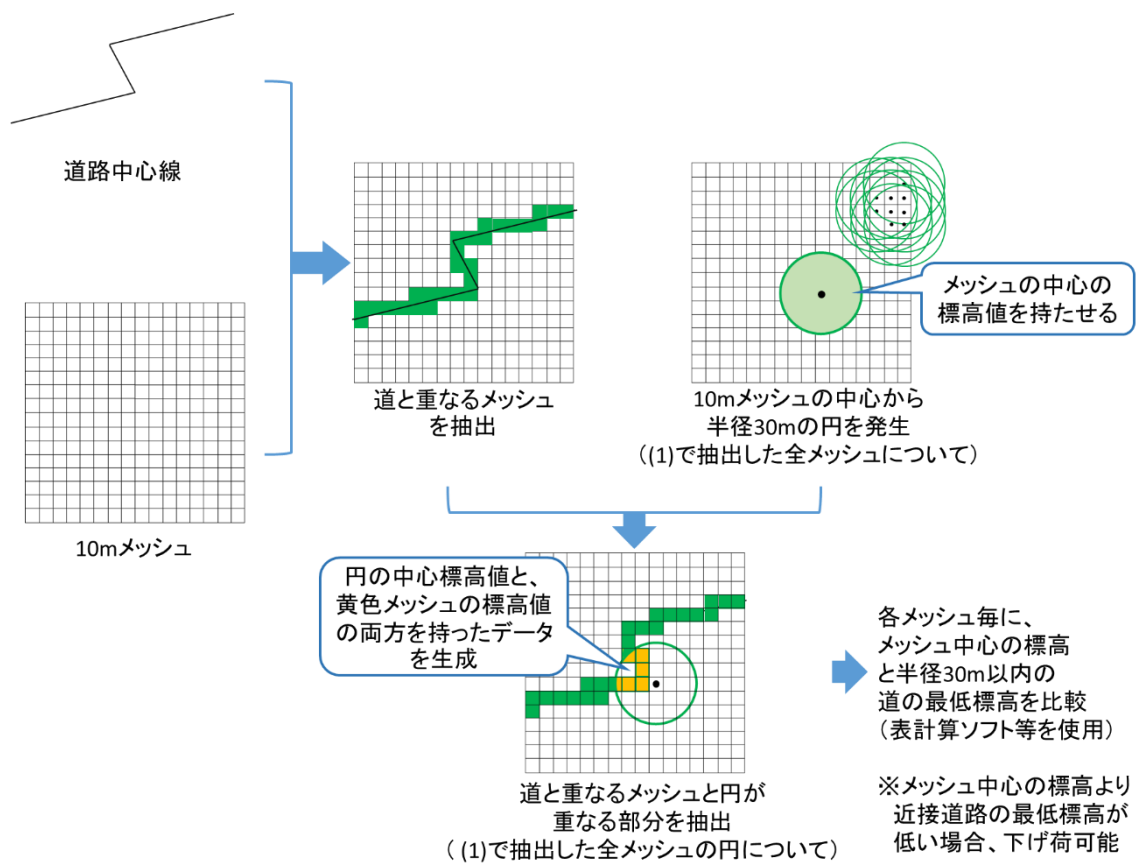 道路中心線
10mメッシュ
道と重なるメッシュ
を抽出
メッシュの中心の
標高値を持たせる
10mメッシュの中心から
半径30mの円を発生
((1)で抽出した全メッシュについて)
円の中心標高値と、
黄色メッシュの標高値
の両方を持ったデータ
を生成
道と重なるメッシュと円が
重なる部分を抽出
( (1)で抽出した全メッシュの円について)
各メッシュ毎に、
メッシュ中心の標高
と半径30m以内の
道の最低標高を比較
(表計算ソフト等を使用)
※メッシュ中心の標高より
近接道路の最低標高が
低い場合、下げ荷可能